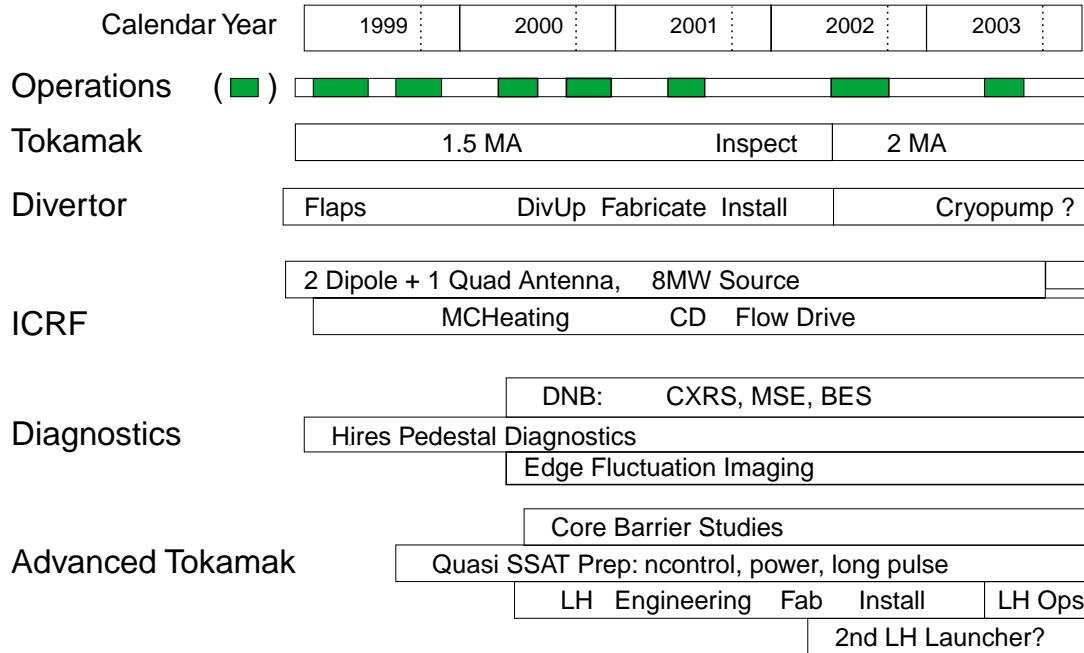 Calendar Year 1999 2000 2001 2002 2003
Operations ( )
Tokamak 1.5 MA Inspect 2 MA
Divertor Flaps DivUp Fabricate Install Cryopump ?
2 Dipole + 1 Quad Antenna, 8MW Source
ICRF MCHeating CD Flow Drive
DNB: CXRS, MSE, BES
Diagnostics Hires Pedestal Diagnostics
Edge Fluctuation Imaging
Core Barrier Studies
Advanced Tokamak Quasi SSAT Prep: ncontrol, power, long pulse
LH Engineering Fab Install LH Ops
2nd LH Launcher?